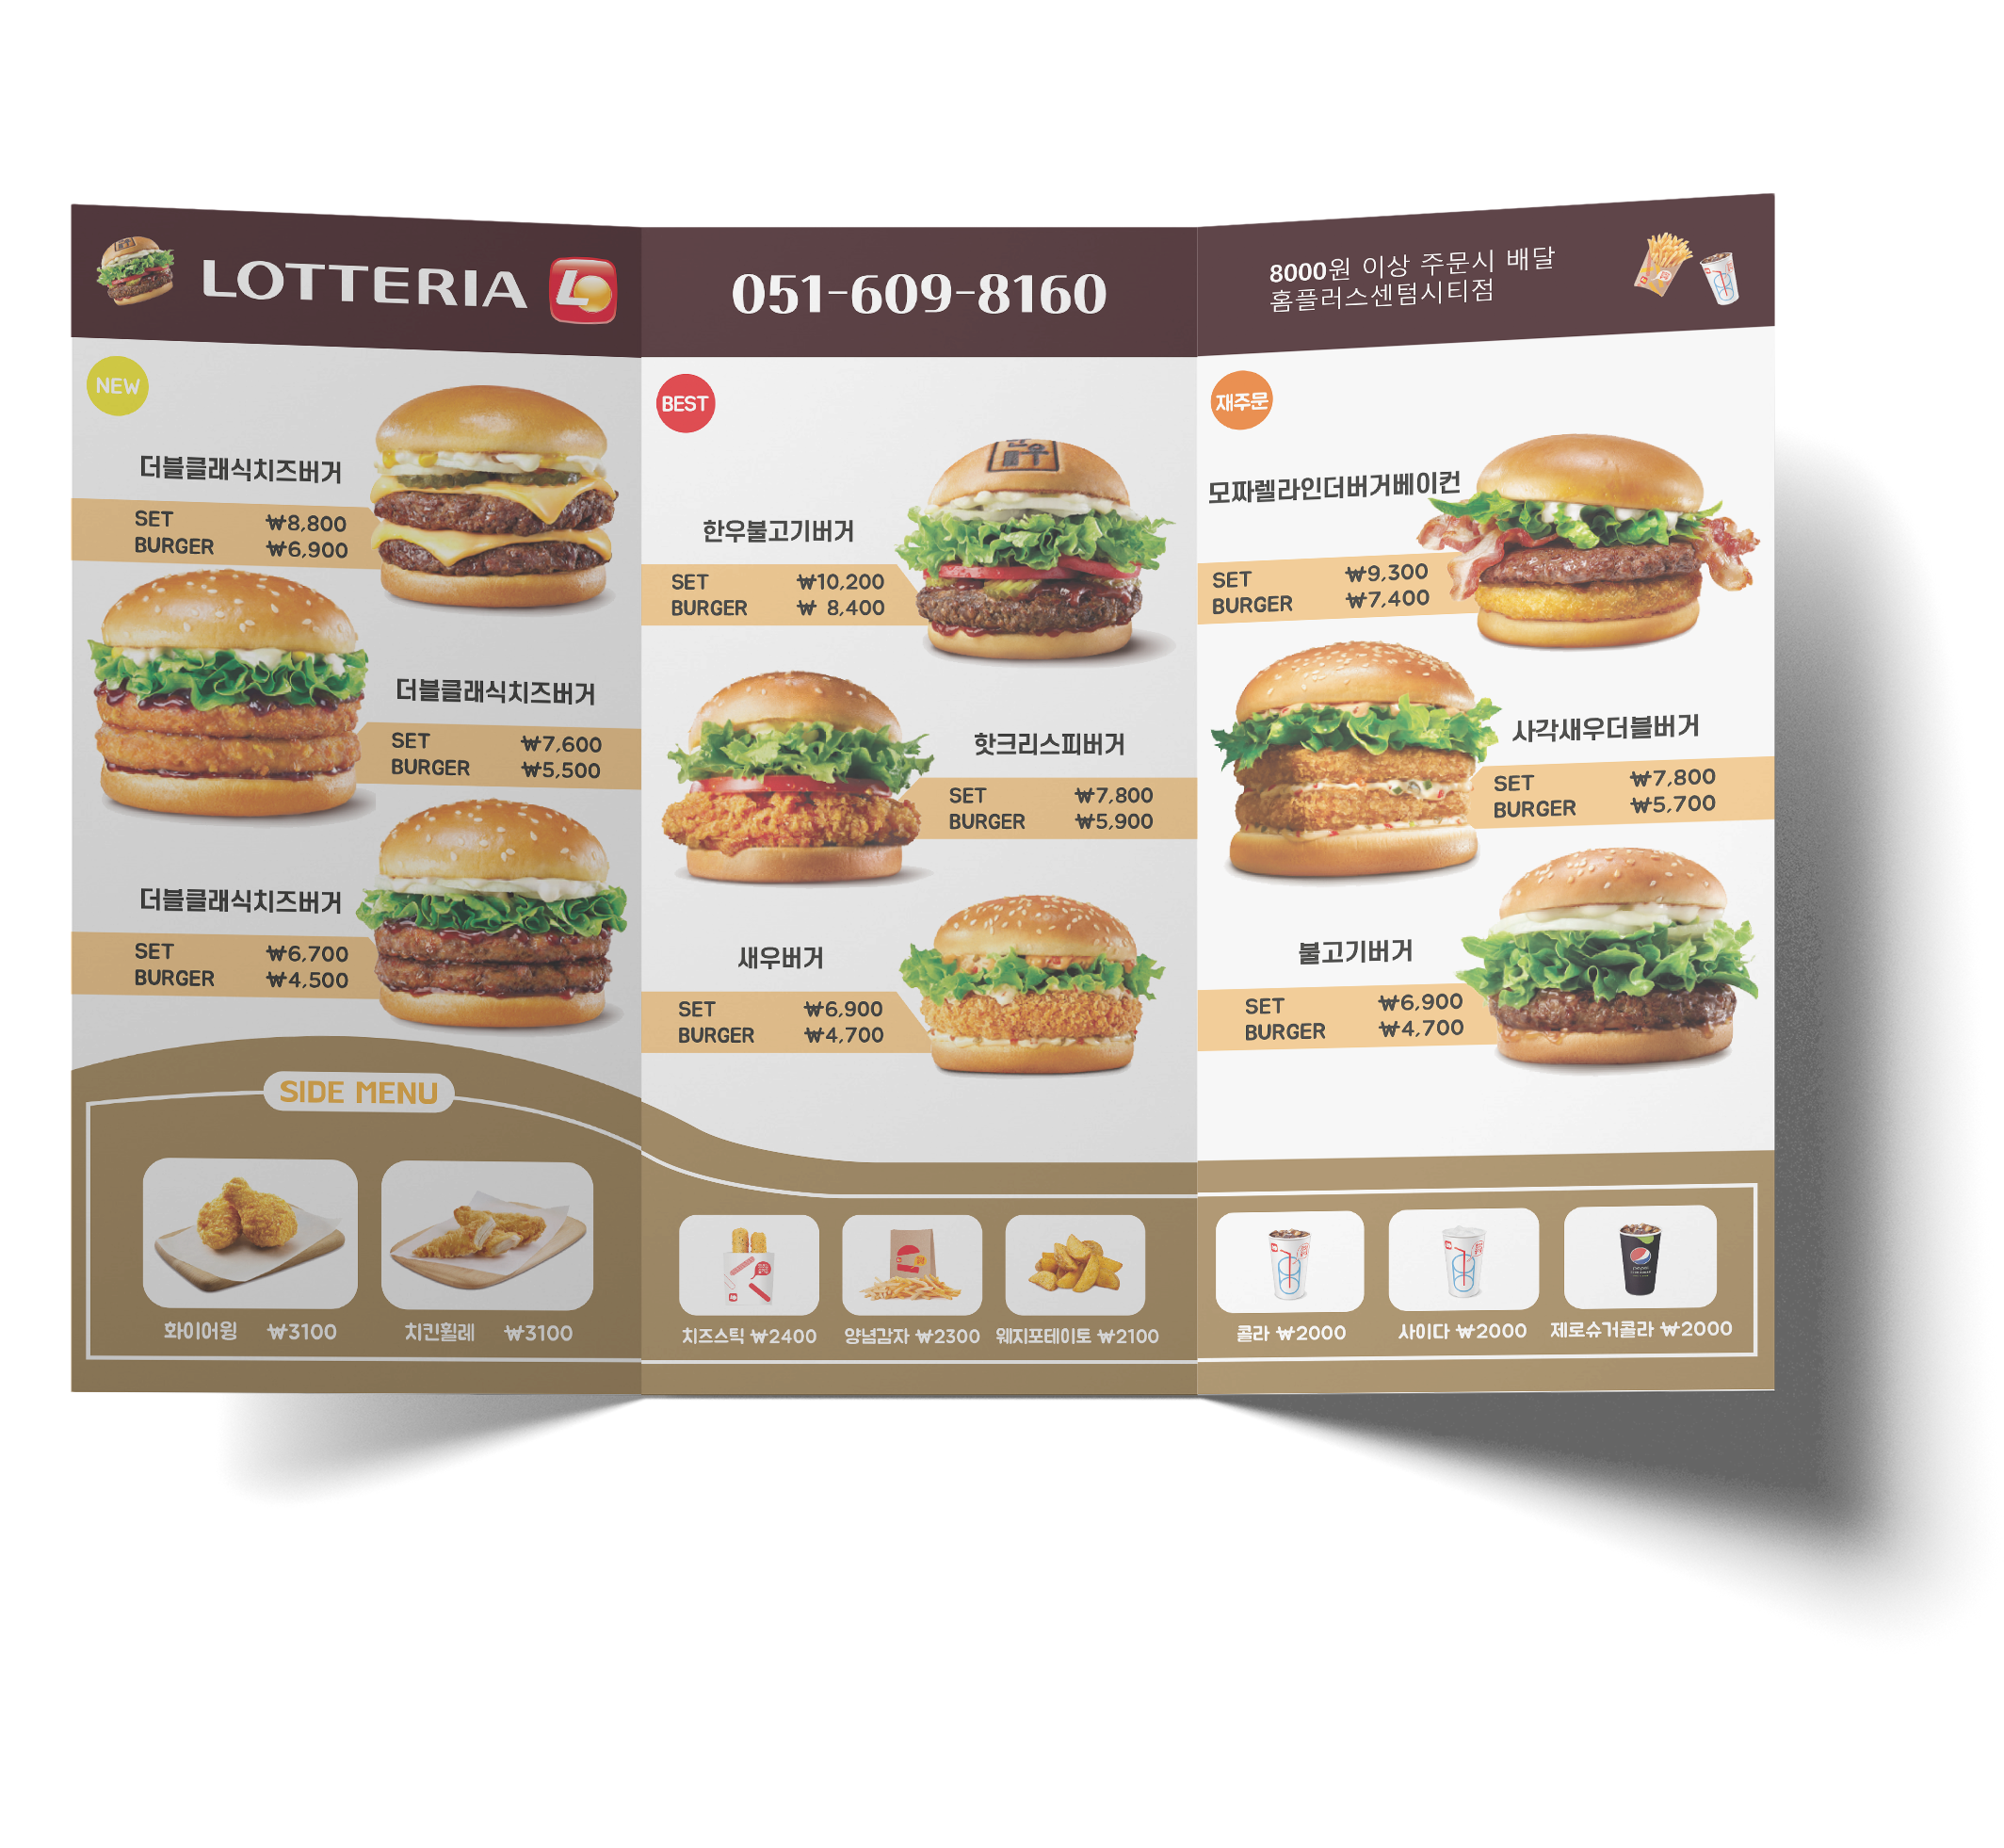 LOTTERIA
NEW
더블클래식치즈버거
SET ₩8,800
BURGER ₩6,900
더블클래식치즈버거
SET ₩7,600
BURGER ₩5,500
더블클래식치즈버거
SET ₩6,700
BURGER ₩4,500
SIDE MENU
화이어윙 ₩3100
치킨휠레 ₩3100
051-609-8160
BEST
한우불고기버거
SET ₩10,200
BURGER ₩ 8,400
핫크리스피버거
SET ₩7,800
BURGER ₩5,900
새우버거
SET ₩6,900
BURGER ₩4,700
치즈스틱 ₩2400
양념감자 ₩2300
웨지포테이토 ₩2100
8000원 이상 주문시 배달
홈플러스센텀시티점
재주문
모짜렐라인더버거베이컨
SET ₩9,300
BURGER ₩7,400
사각새우더블버거
SET ₩7,800
BURGER ₩5,700
불고기버거
SET ₩6,900
BURGER ₩4,700
콜라 ₩2000
사이다 ₩2000
제로슈거콜라 ₩2000